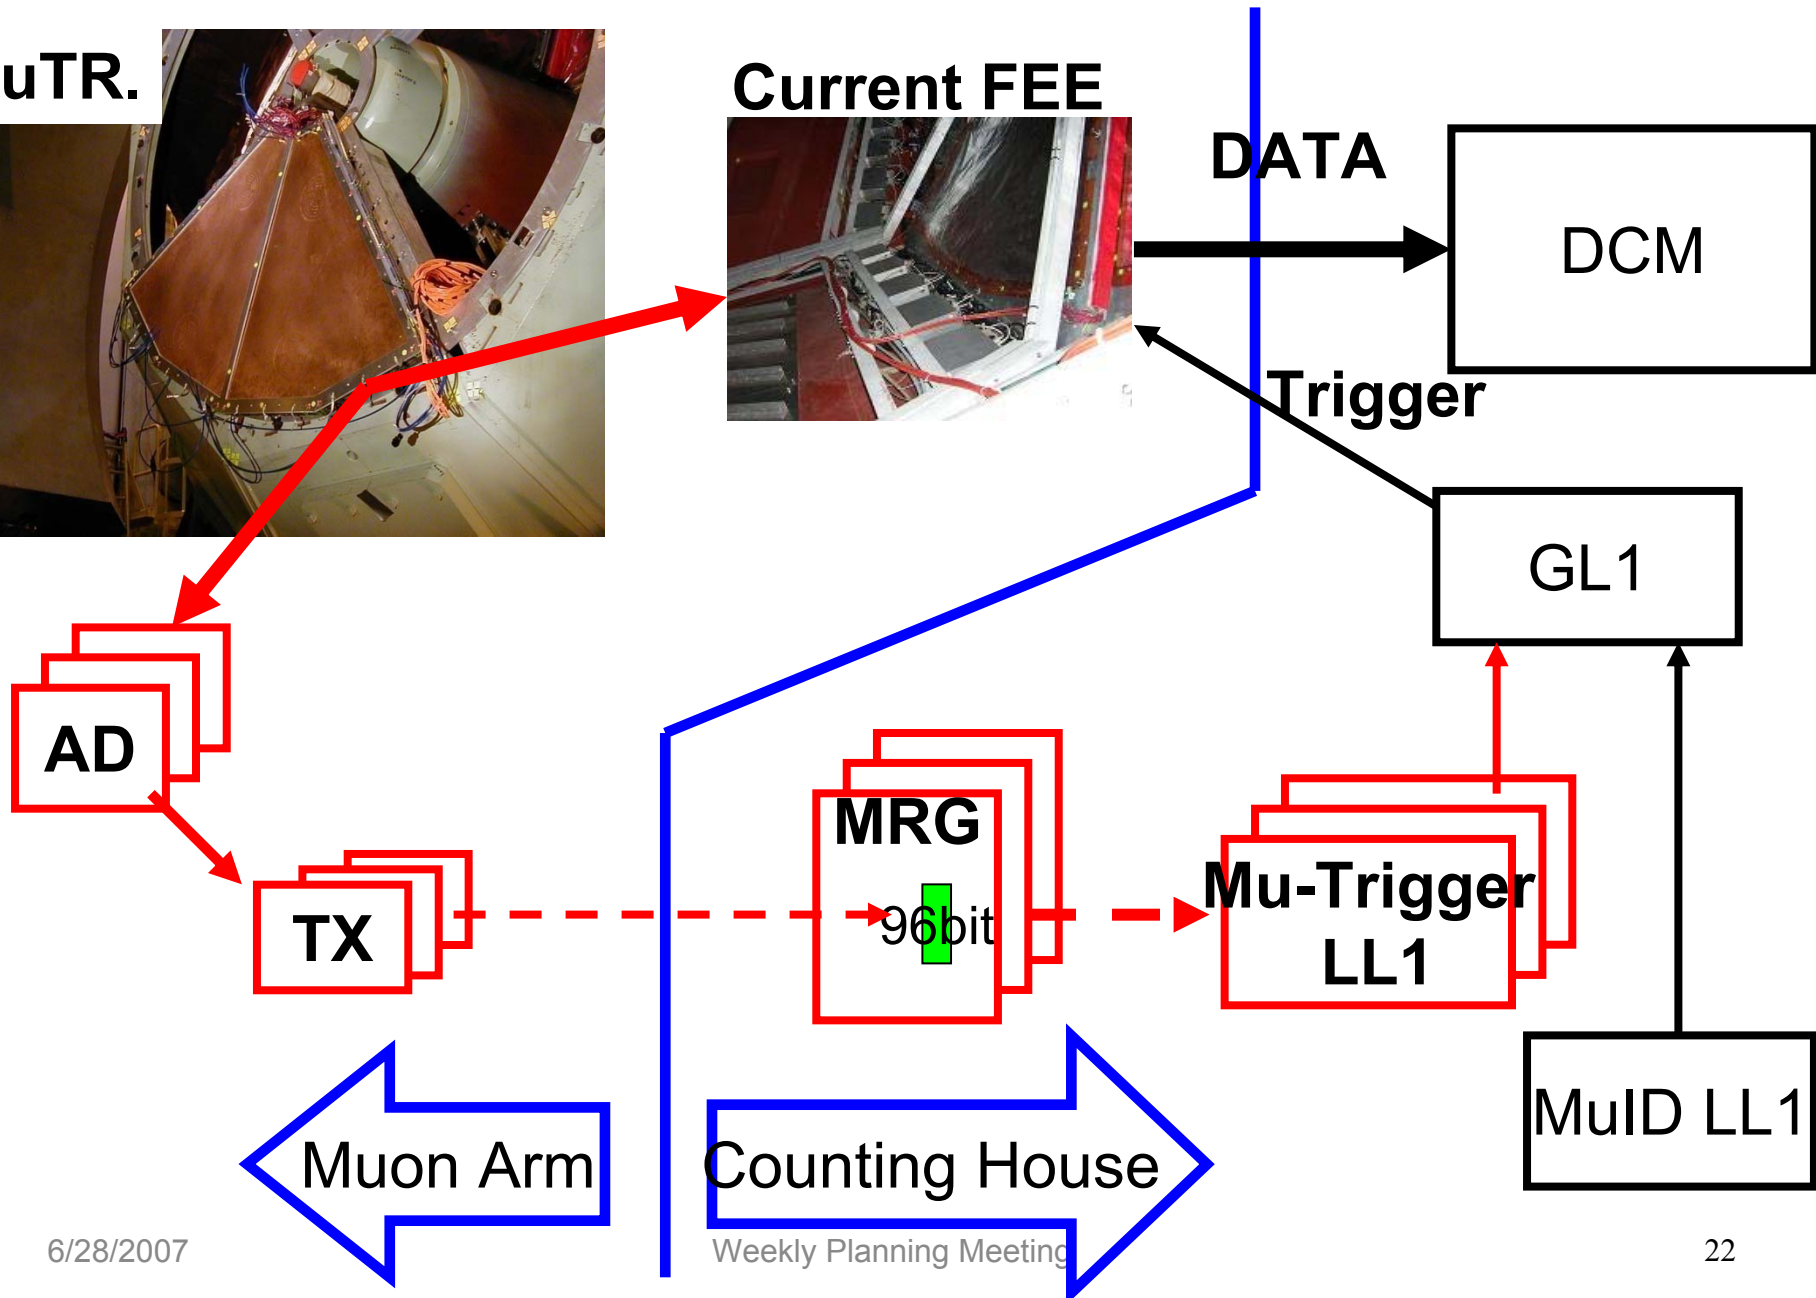 uTR.
Current FEE
DATA
DCM
Trigger
GL1
AD
MRG
96bit
Mu-Trigger
LL1
TX
MuID LL1
Muon Arm
Counting House
6/28/2007
Weekly Planning Meeting
22